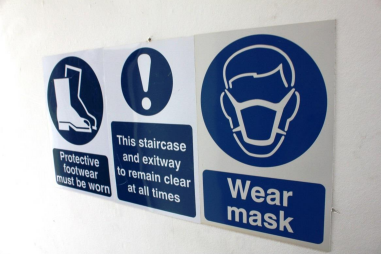 Protective
footwear
must be worn
This staircase
and exitway
to remain clear
at all times
Wear
mask